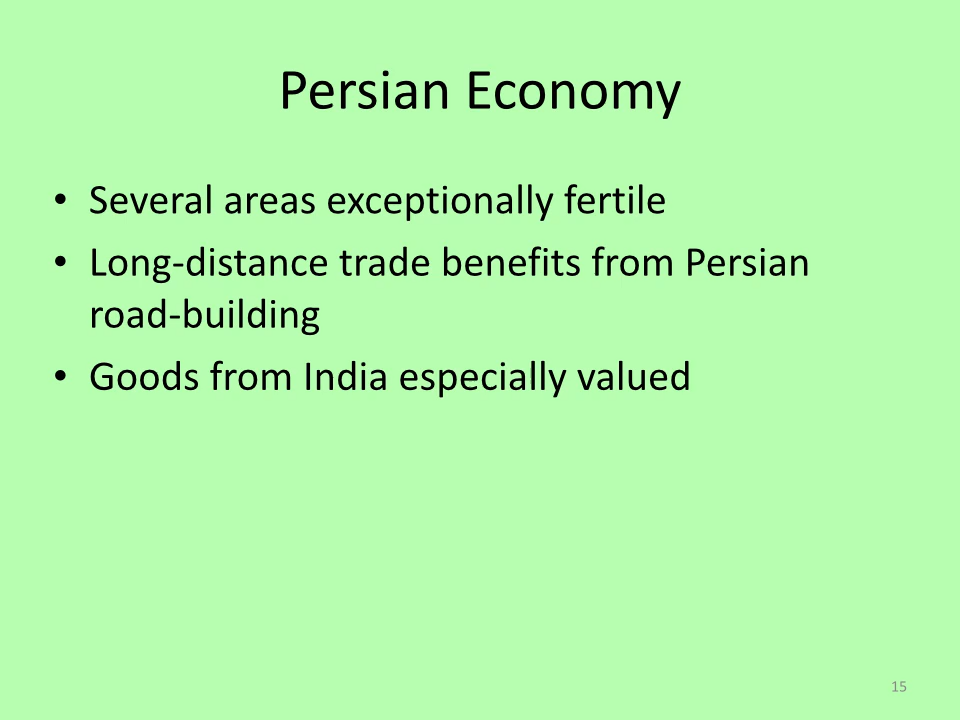 Persian Economy
• Several areas exceptionally fertile
• Long-distance trade benefits from Persian
road-building
• Goods from India especially valued
15